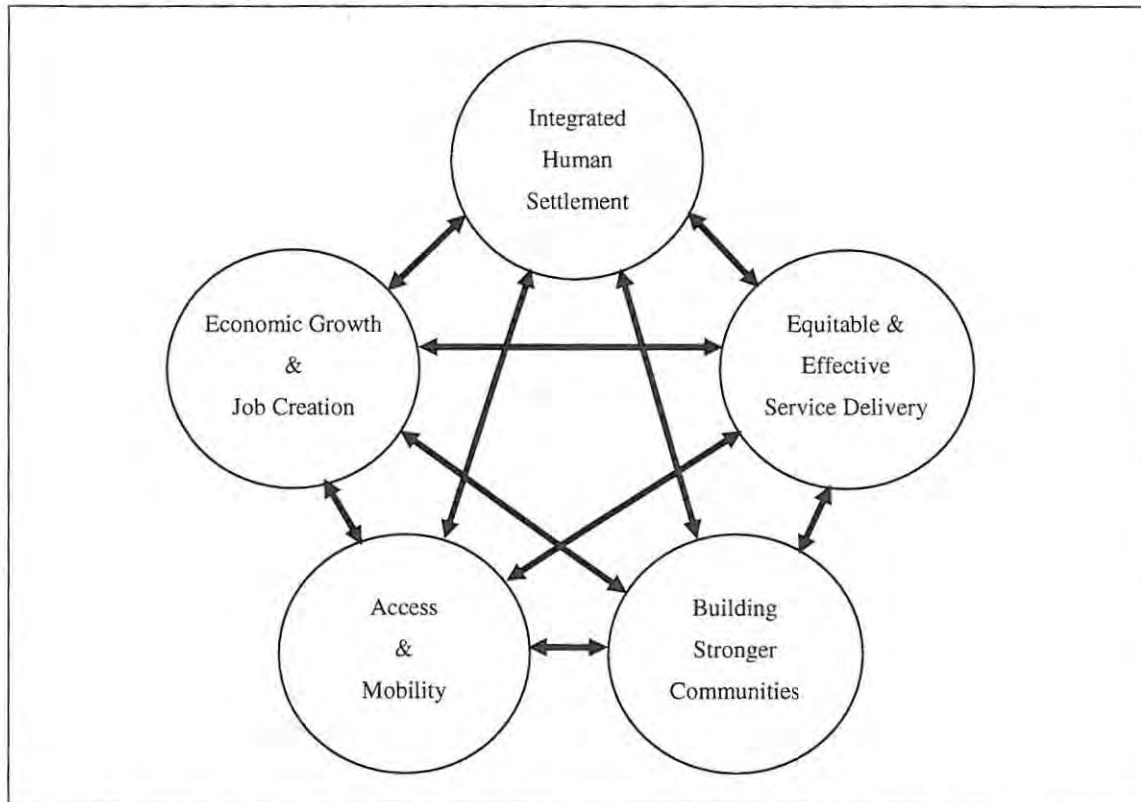 Integrated
Human
Settlement
Economic Growth
&
Job Creation
Equitable &
Effective
Service Delivery
Access
&
Mobility
Building
Stronger
Communities